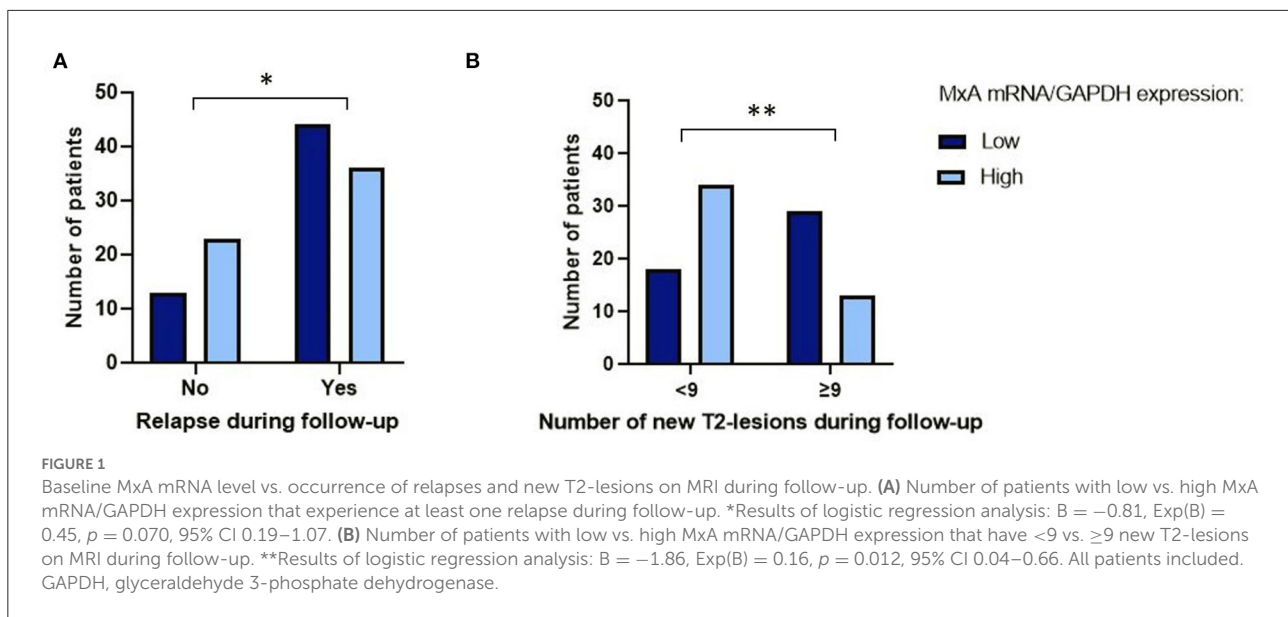 A
*
50
40
30
20
10
0
Number of patients
No Yes
Relapse during follow-up
B
**
50
40
30
20
10
0
Number of patients
<9 ≥9
Number of new T2-lesions during follow-up
MxA mRNA/GAPDH expression:
Low
High
FIGURE 1
Baseline MxA mRNA level vs. occurrence of relapses and new T2-lesions on MRI during follow-up. (A) Number of patients with low vs. high MxA
mRNA/GAPDH expression that experience at least one relapse during follow-up. *Results of logistic regression analysis: B = −0.81, Exp(B) =
0.45, p = 0.070, 95% CI 0.19–1.07. (B) Number of patients with low vs. high MxA mRNA/GAPDH expression that have <9 vs. ≥9 new T2-lesions
on MRI during follow-up. **Results of logistic regression analysis: B = −1.86, Exp(B) = 0.16, p = 0.012, 95% CI 0.04–0.66. All patients included.
GAPDH, glyceraldehyde 3-phosphate dehydrogenase.